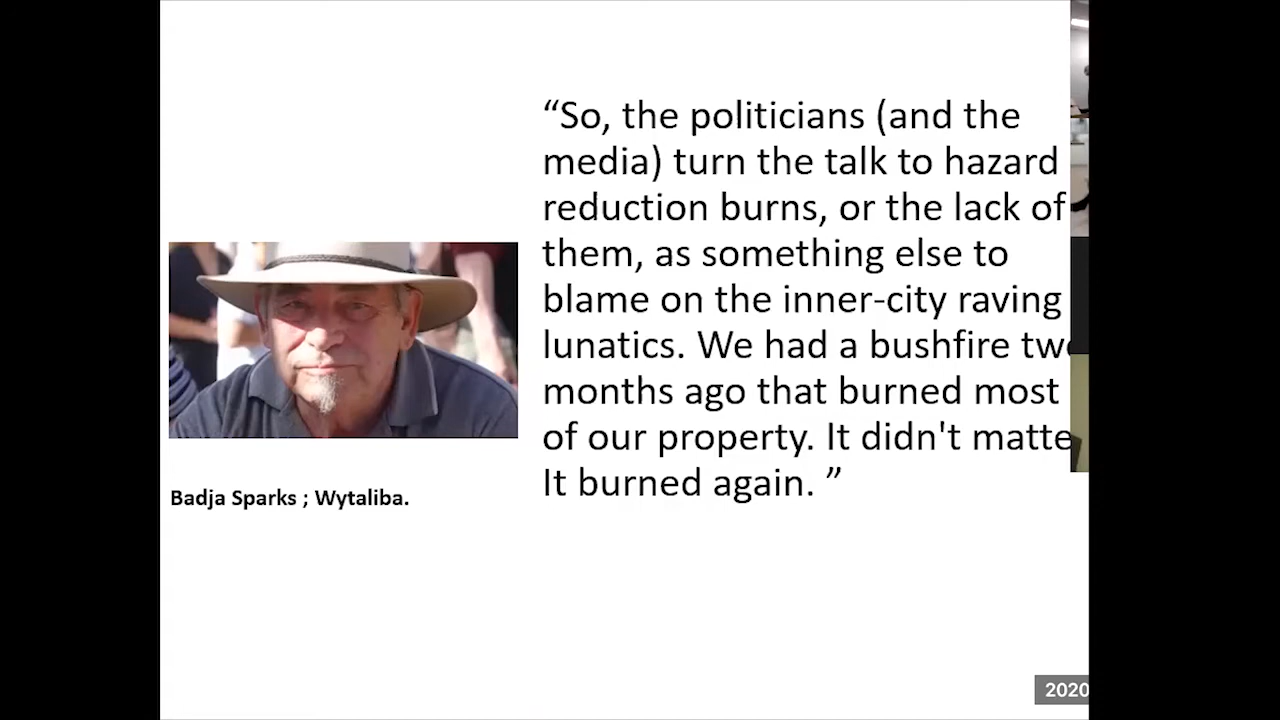 “So, the politicians (and the
media) turn the talk to hazard
reduction burns, or the lack of
them, as something else to
blame on the inner-city raving
lunatics. We had a bushfire two
months ago that burned most
of our property. It didn't matte
It burned again. ”
Badja Sparks ; Wytaliba.
2020